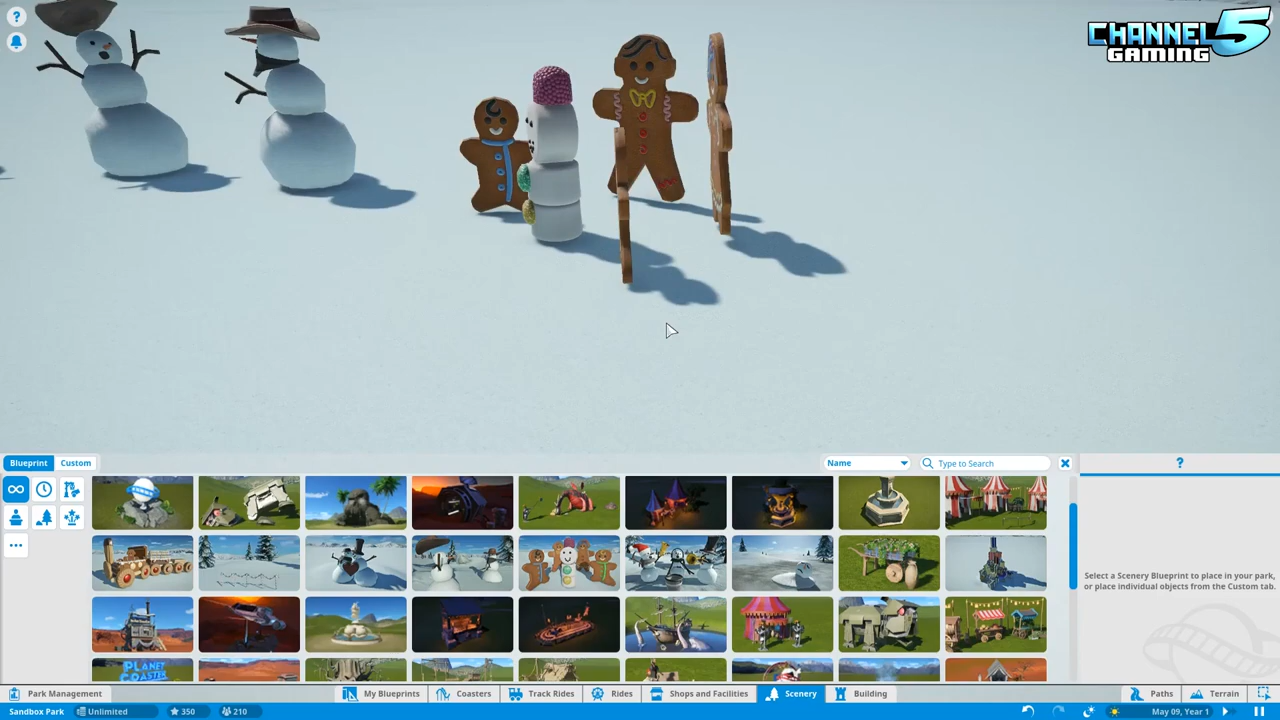 ?
CHANNEL 5
GAMING
Blueprint
Custom
Name
Type to Search
?
Select a Scenery Blueprint to place in your park,
or place individual objects from the Custom tab.
PLANET
COASTER
Park Management
My Blueprints
Coasters
Track Rides
Rides
Shops and Facilities
Scenery
Building
Paths
Terrain
Sandbox Park
Unlimited
350
210
May 09, Year 1